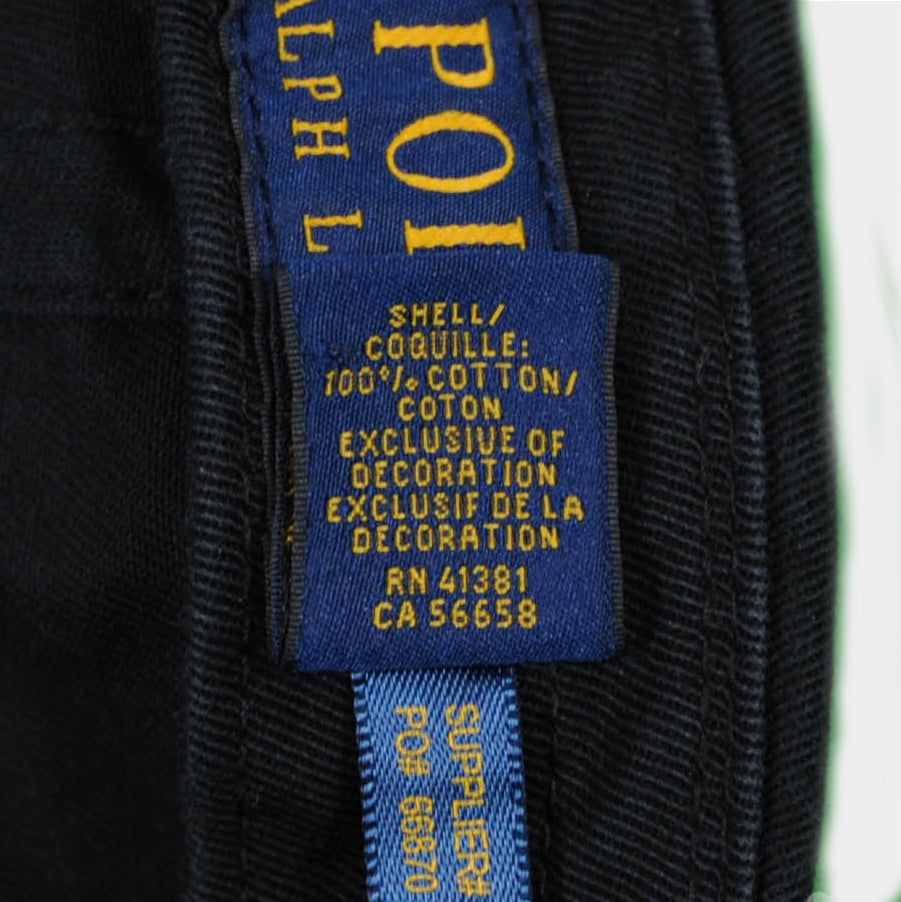 POL
ALPH L
SHELL/
COQUILLE:
100% COTTON/
COTON
EXCLUSIVE OF
DECORATION
EXCLUSIF DE LA
DECORATION
RN 41381
CA 56658
SUPPLIER#
PO# 66870